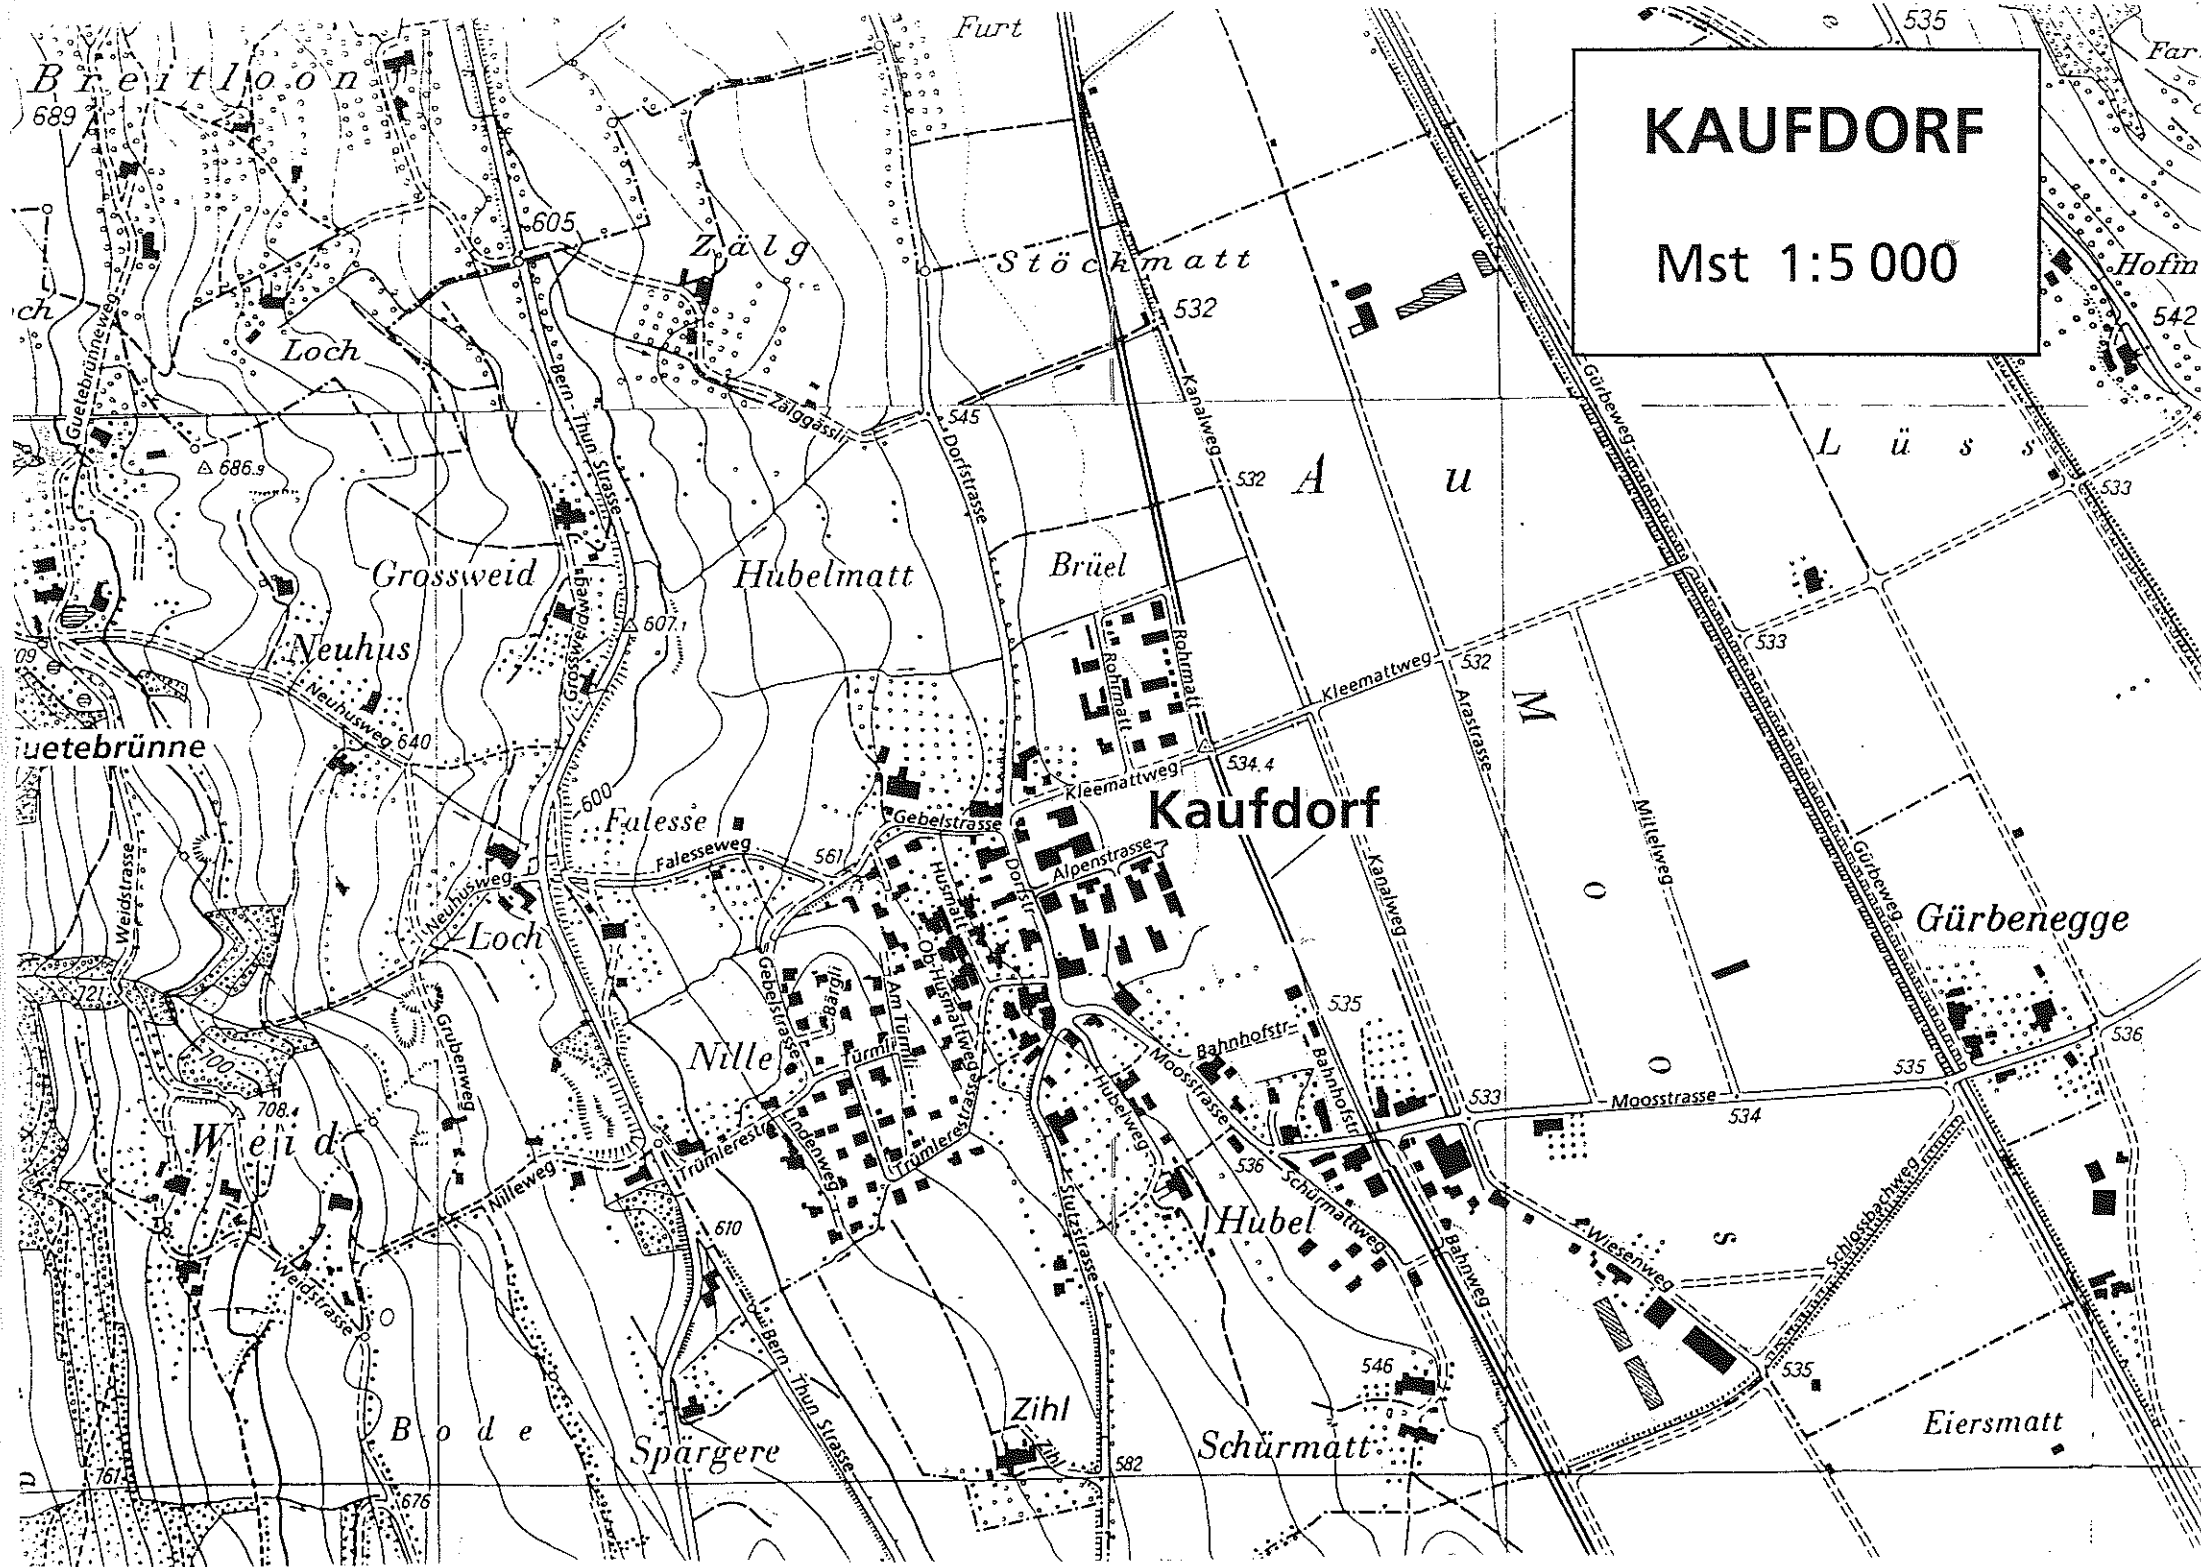 Furt
535
Breitloon
689
KAUFDORF
Mst 1:5 000
605
Zälg
Stöckmatt
Hofm
542
532
Loch
Guetebrünneweg
Bern - Thun Strasse
Zälggässli
545
Dorfstrasse
Kanalweg
Gürbeweg
686.9
532
A u
Lüss
533
Grossweid
Hubelmatt
Brüel
Grossweidweg
607.1
Neuhus
Rohrmatt
Rohrmatt
Kleemattweg
532
533
Neuhusweg
640
uetebrünne
M o o s
Arastrasse
534.4
Kleemattweg
Kaufdorf
600
Falesse
Gebelstrasse
Mittelweg
Gürbeweg
Weidstrasse
Falesseweg
561
Husmatt
Dorfstr.
Alpenstrasse
Kanalweg
Neuhusweg
Loch
Ob. Husmattweg
Gürbenegge
721
Gebelstrasse
Bärgli
Am Türmli
535
Grubenweg
Nille
Türmli
Moosstrasse
Bahnhofstr.
Bahnhofstr.
536
700
708.4
Weid
Hubelweg
533
Moosstrasse
534
535
Trümlerestr.
Lindenweg
Trümlerestrasse
536
Nilleweg
Schürmattweg
Stutzstrasse
Hubel
610
Bahnweg
Wiesenweg
Schlossbachweg
Weidstrasse
Bern - Thun Strasse
546
535
Bode
Spärgere
Zihl
Zihl
Schürmatt
Eiersmatt
582
761
676